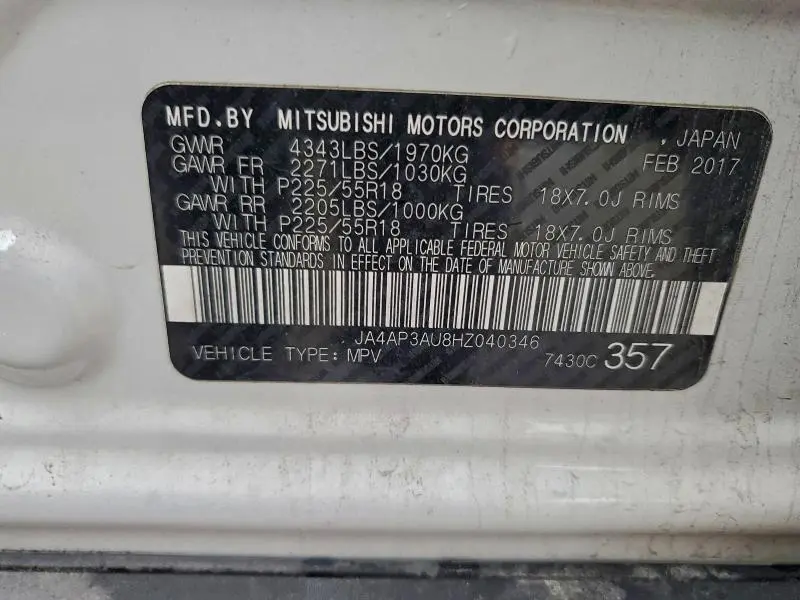 MFD.BY MITSUBISHI MOTORS CORPORATION , JAPAN
GVWR 4343LBS/1970KG FEB 2017
GAWR FR 2271LBS/1030KG
WITH P225/55R18 TIRES 18X7.0J RIMS
GAWR RR 2205LBS/1000KG
WITH P225/55R18 TIRES 18X7.0J RIMS
THIS VEHICLE CONFORMS TO ALL APPLICABLE FEDERAL MOTOR VEHICLE SAFETY AND THEFT
PREVENTION STANDARDS IN EFFECT ON THE DATE OF MANUFACTURE SHOWN ABOVE.
JA4AP3AU8HZ040346
VEHICLE TYPE: MPV 7430C 357